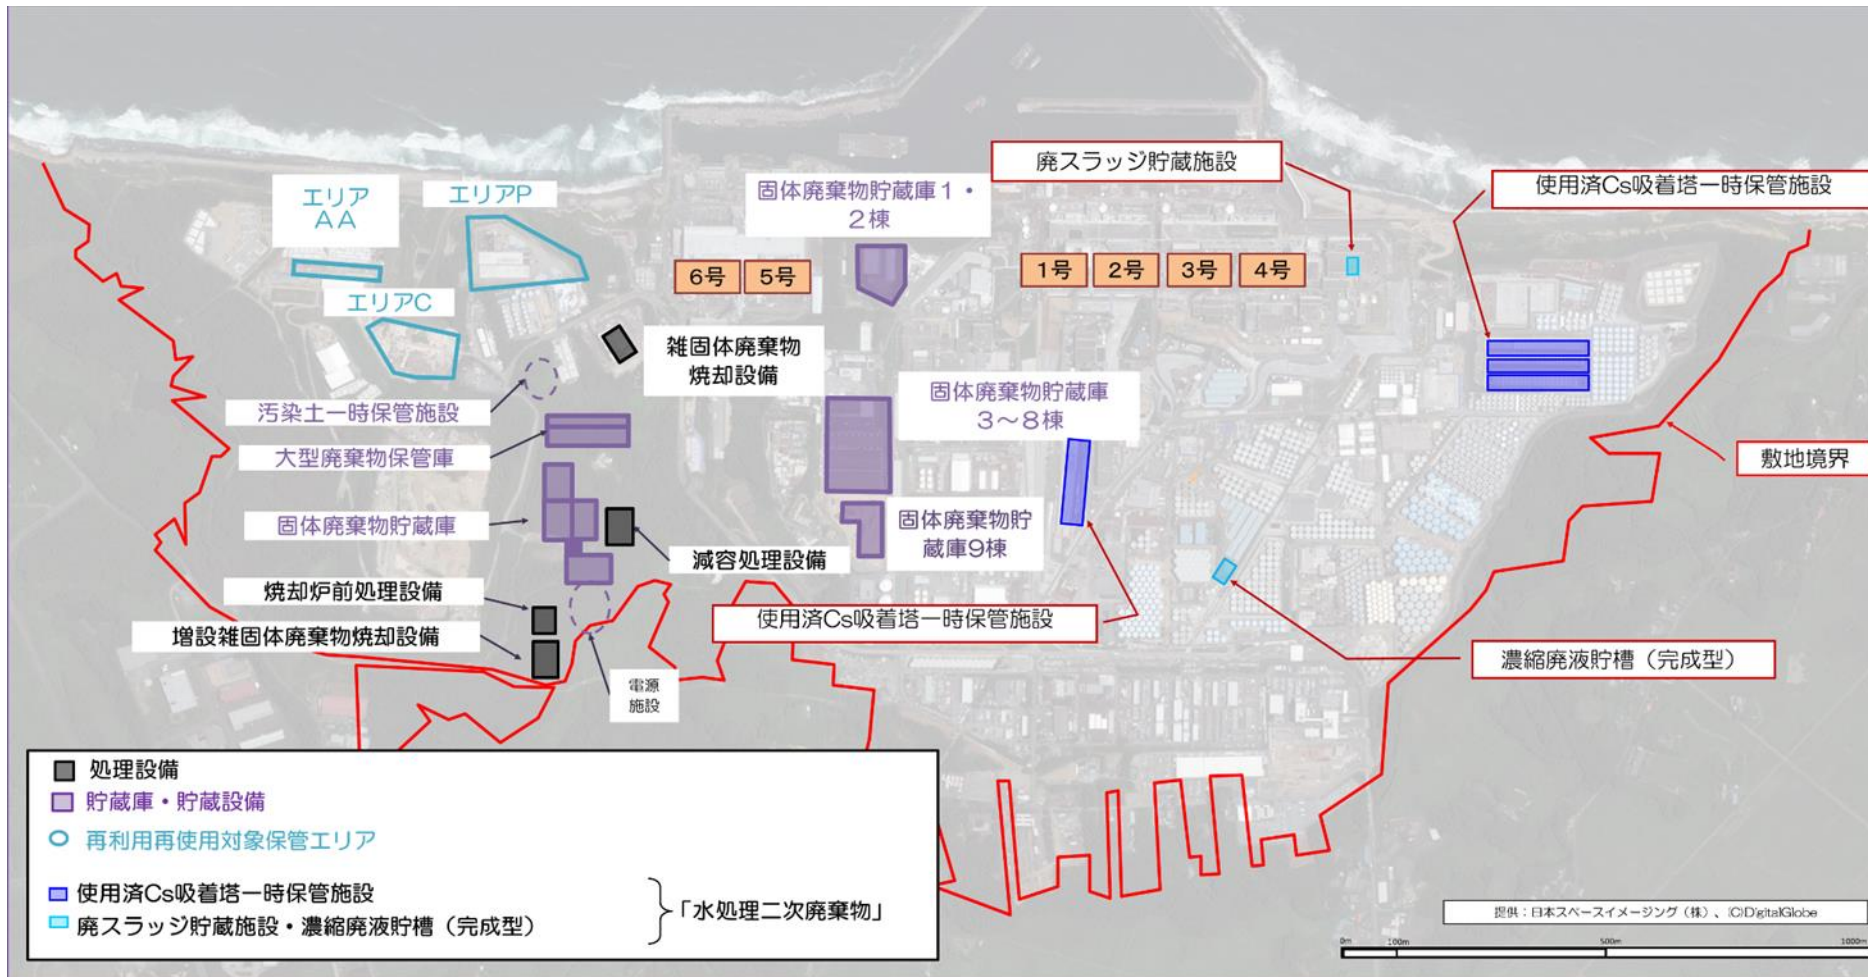 廃スラッジ貯蔵施設
使用済Cs吸着塔一時保管施設
エリア
AA
エリアP
固体廃棄物貯蔵庫1・
2棟
6号
5号
1号
2号
3号
4号
エリアC
雑固体廃棄物
焼却設備
汚染土一時保管施設
固体廃棄物貯蔵庫
3～8棟
大型廃棄物保管庫
敷地境界
固体廃棄物貯蔵庫
固体廃棄物貯
蔵庫9棟
減容処理設備
焼却炉前処理設備
使用済Cs吸着塔一時保管施設
増設雑固体廃棄物焼却設備
濃縮廃液貯槽（完成型）
電源
施設
処理設備
貯蔵庫・貯蔵設備
再利用再使用対象保管エリア
使用済Cs吸着塔一時保管施設
廃スラッジ貯蔵施設・濃縮廃液貯槽（完成型）
「水処理二次廃棄物」
提供：日本スペースイメージング（株）、(C)DigitalGlobe
0m 100m 500m 1000m